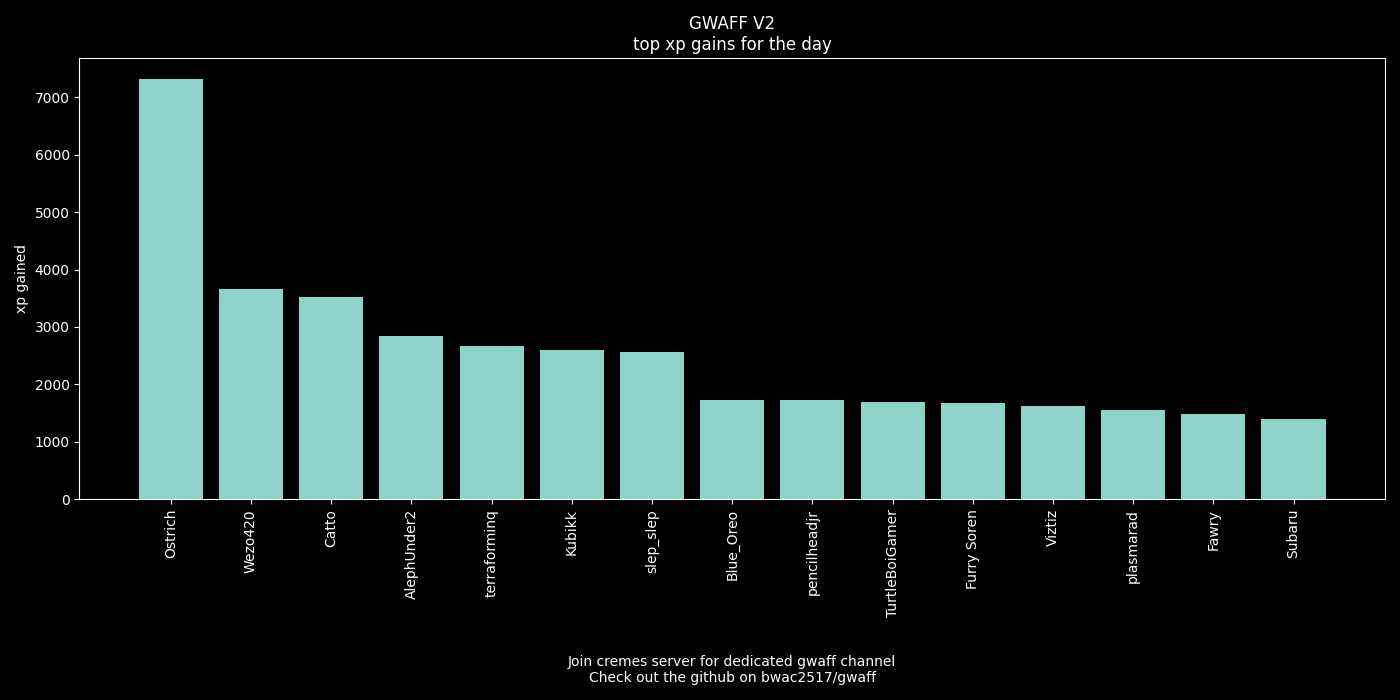 GWAFF V2
top xp gains for the day
xp gained
7000
6000
5000
4000
3000
2000
1000
0
Ostrich
Wezo420
Catto
AlephUnder2
terraforminq
Kubikk
slep_slep
Blue_Oreo
pencilheadjr
TurtleBoiGamer
Furry Soren
Viztiz
plasmarad
Fawry
Subaru
Join cremes server for dedicated gwaff channel
Check out the github on bwac2517/gwaff